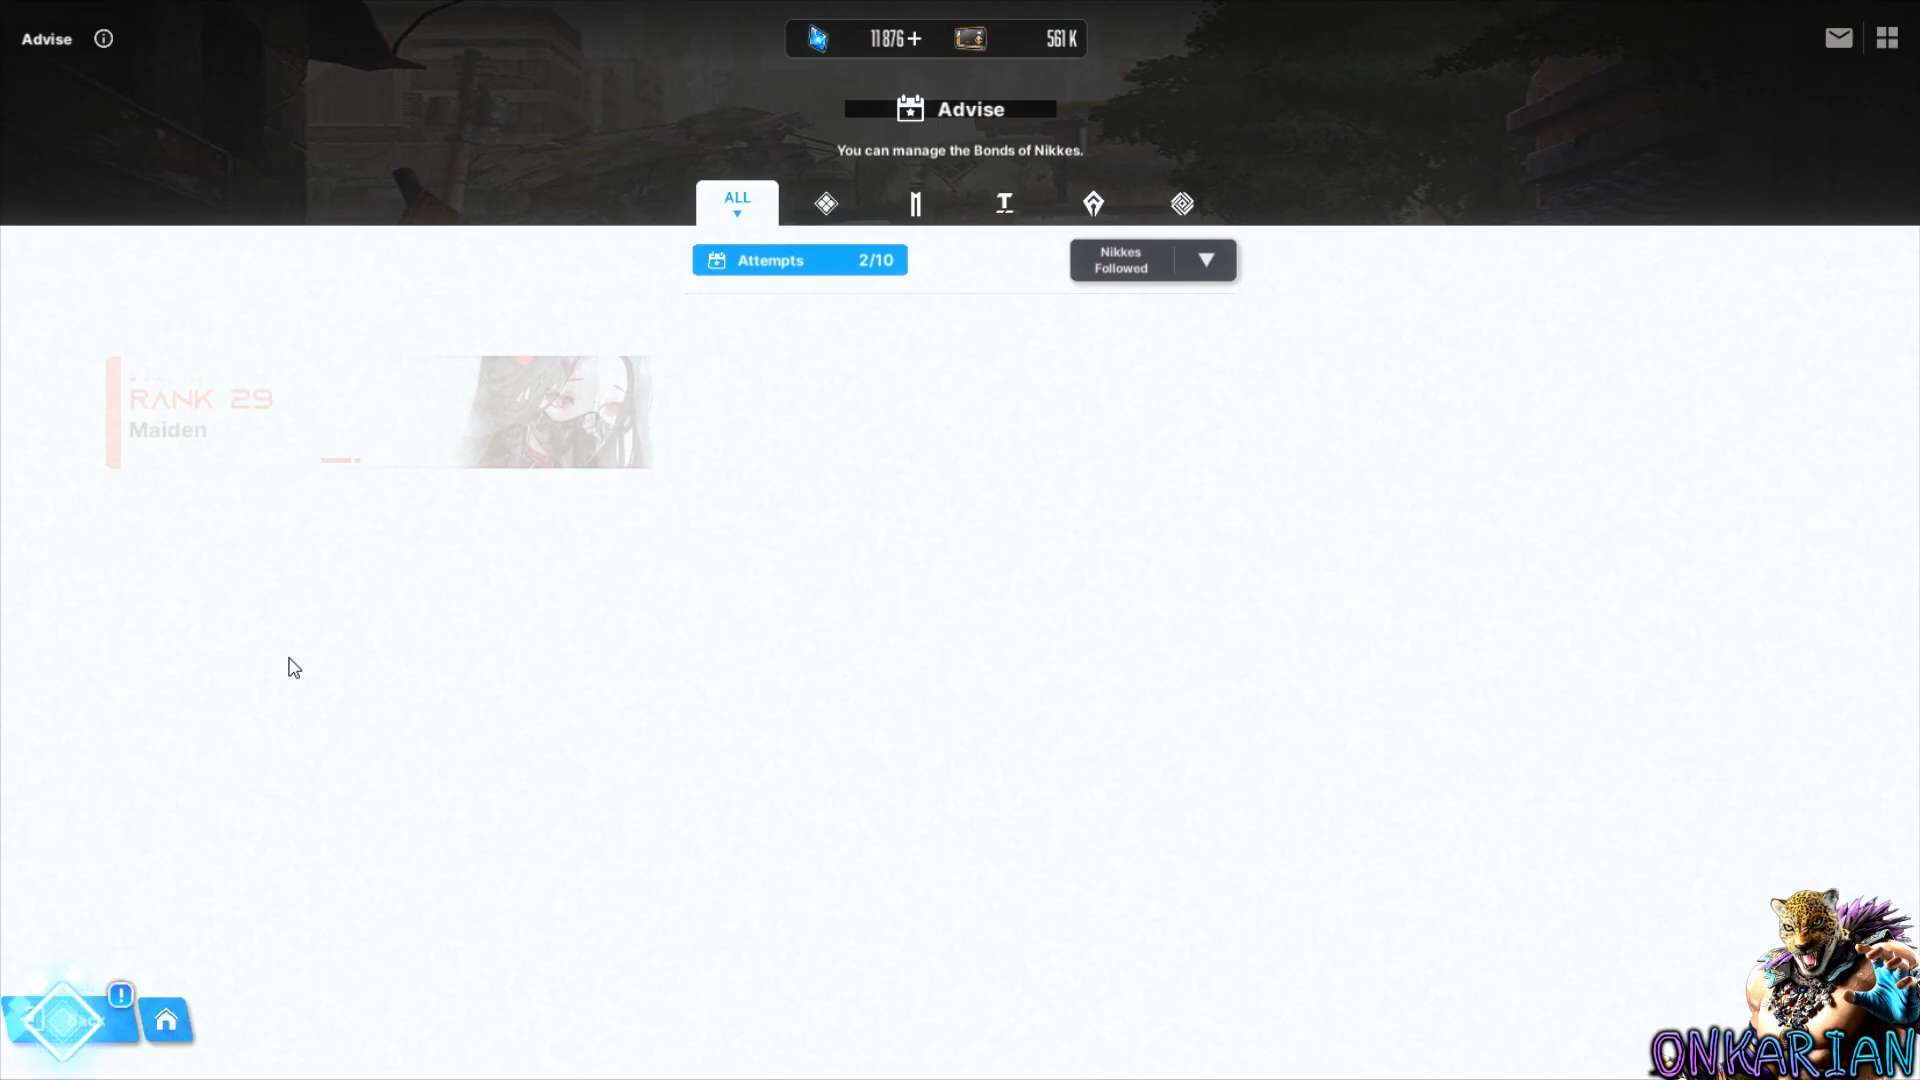 Advise
11876+
561 K
Advise
You can manage the Bonds of Nikkes.
ALL
Attempts 2/10
Nikkes
Followed
RANK 29
Maiden
Back
ONKARIAN